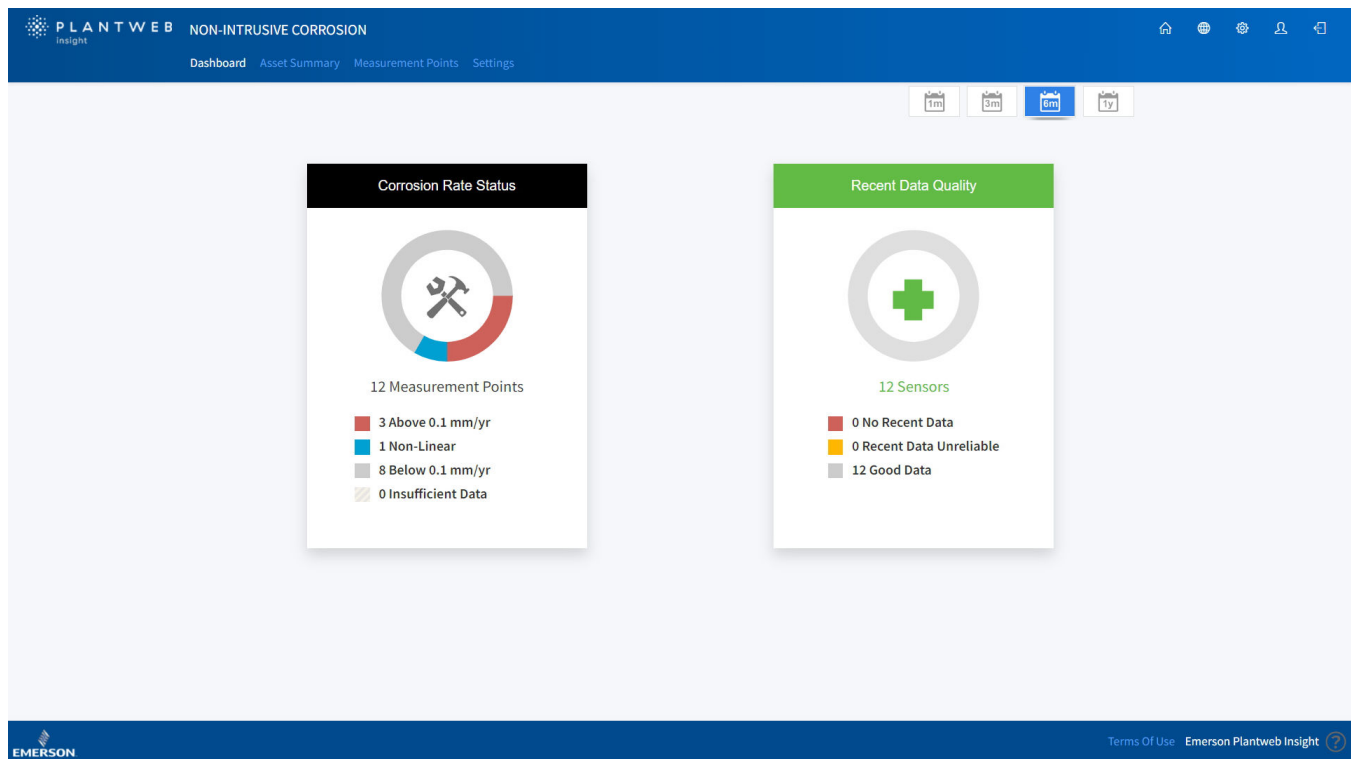 PLANTWEB
insight
NON-INTRUSIVE CORROSION
Dashboard Asset Summary Measurement Points Settings
1m 3m 6m 1y
Corrosion Rate Status
12 Measurement Points
3 Above 0.1 mm/yr
1 Non-Linear
8 Below 0.1 mm/yr
0 Insufficient Data
Recent Data Quality
12 Sensors
0 No Recent Data
0 Recent Data Unreliable
12 Good Data
EMERSON
Terms Of Use Emerson Plantweb Insight ?